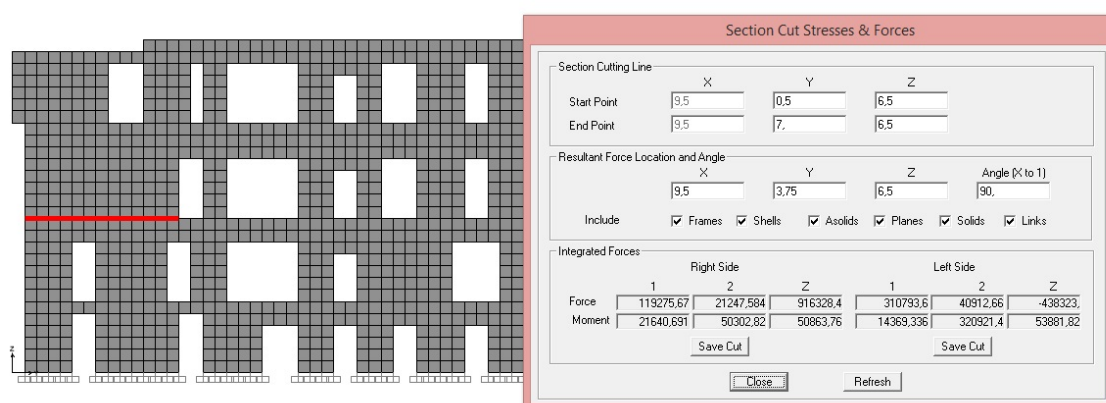 Section Cut Stresses & Forces
Section Cutting Line
X Y Z
Start Point 9,5 0,5 6,5
End Point 9,5 7, 6,5
Resultant Force Location and Angle
X Y Z Angle (X to 1)
9,5 3,75 6,5 90,
Include Frames Shells Asolids Planes Solids Links
Integrated Forces
Right Side Left Side
1 2 Z 1 2 Z
Force 119275,67 21247,584 916328,4 310793,6 40912,66 -438323,
Moment 21640,691 50302,82 50863,76 14369,336 320921,4 53881,82
Save Cut Save Cut
Close Refresh
Z